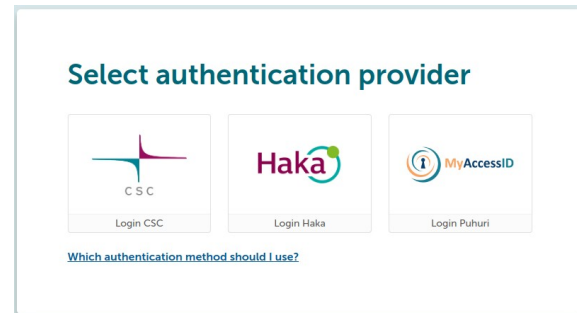 Select authentication provider
CSC
Haka
MyAccessID
Login CSC
Login Haka
Login Puhuri
Which authentication method should I use?